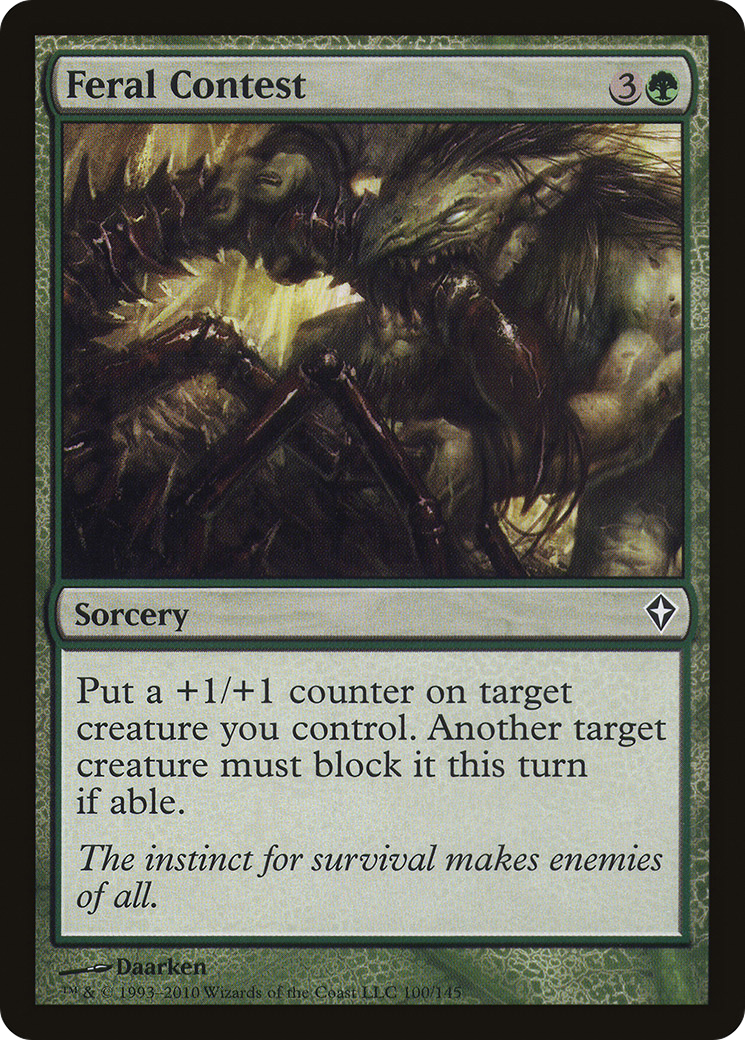 Feral Contest 3
Sorcery
Put a +1/+1 counter on target
creature you control. Another target
creature must block it this turn
if able.
The instinct for survival makes enemies
of all.
Daarken
™ & © 1993–2010 Wizards of the Coast LLC 100/145